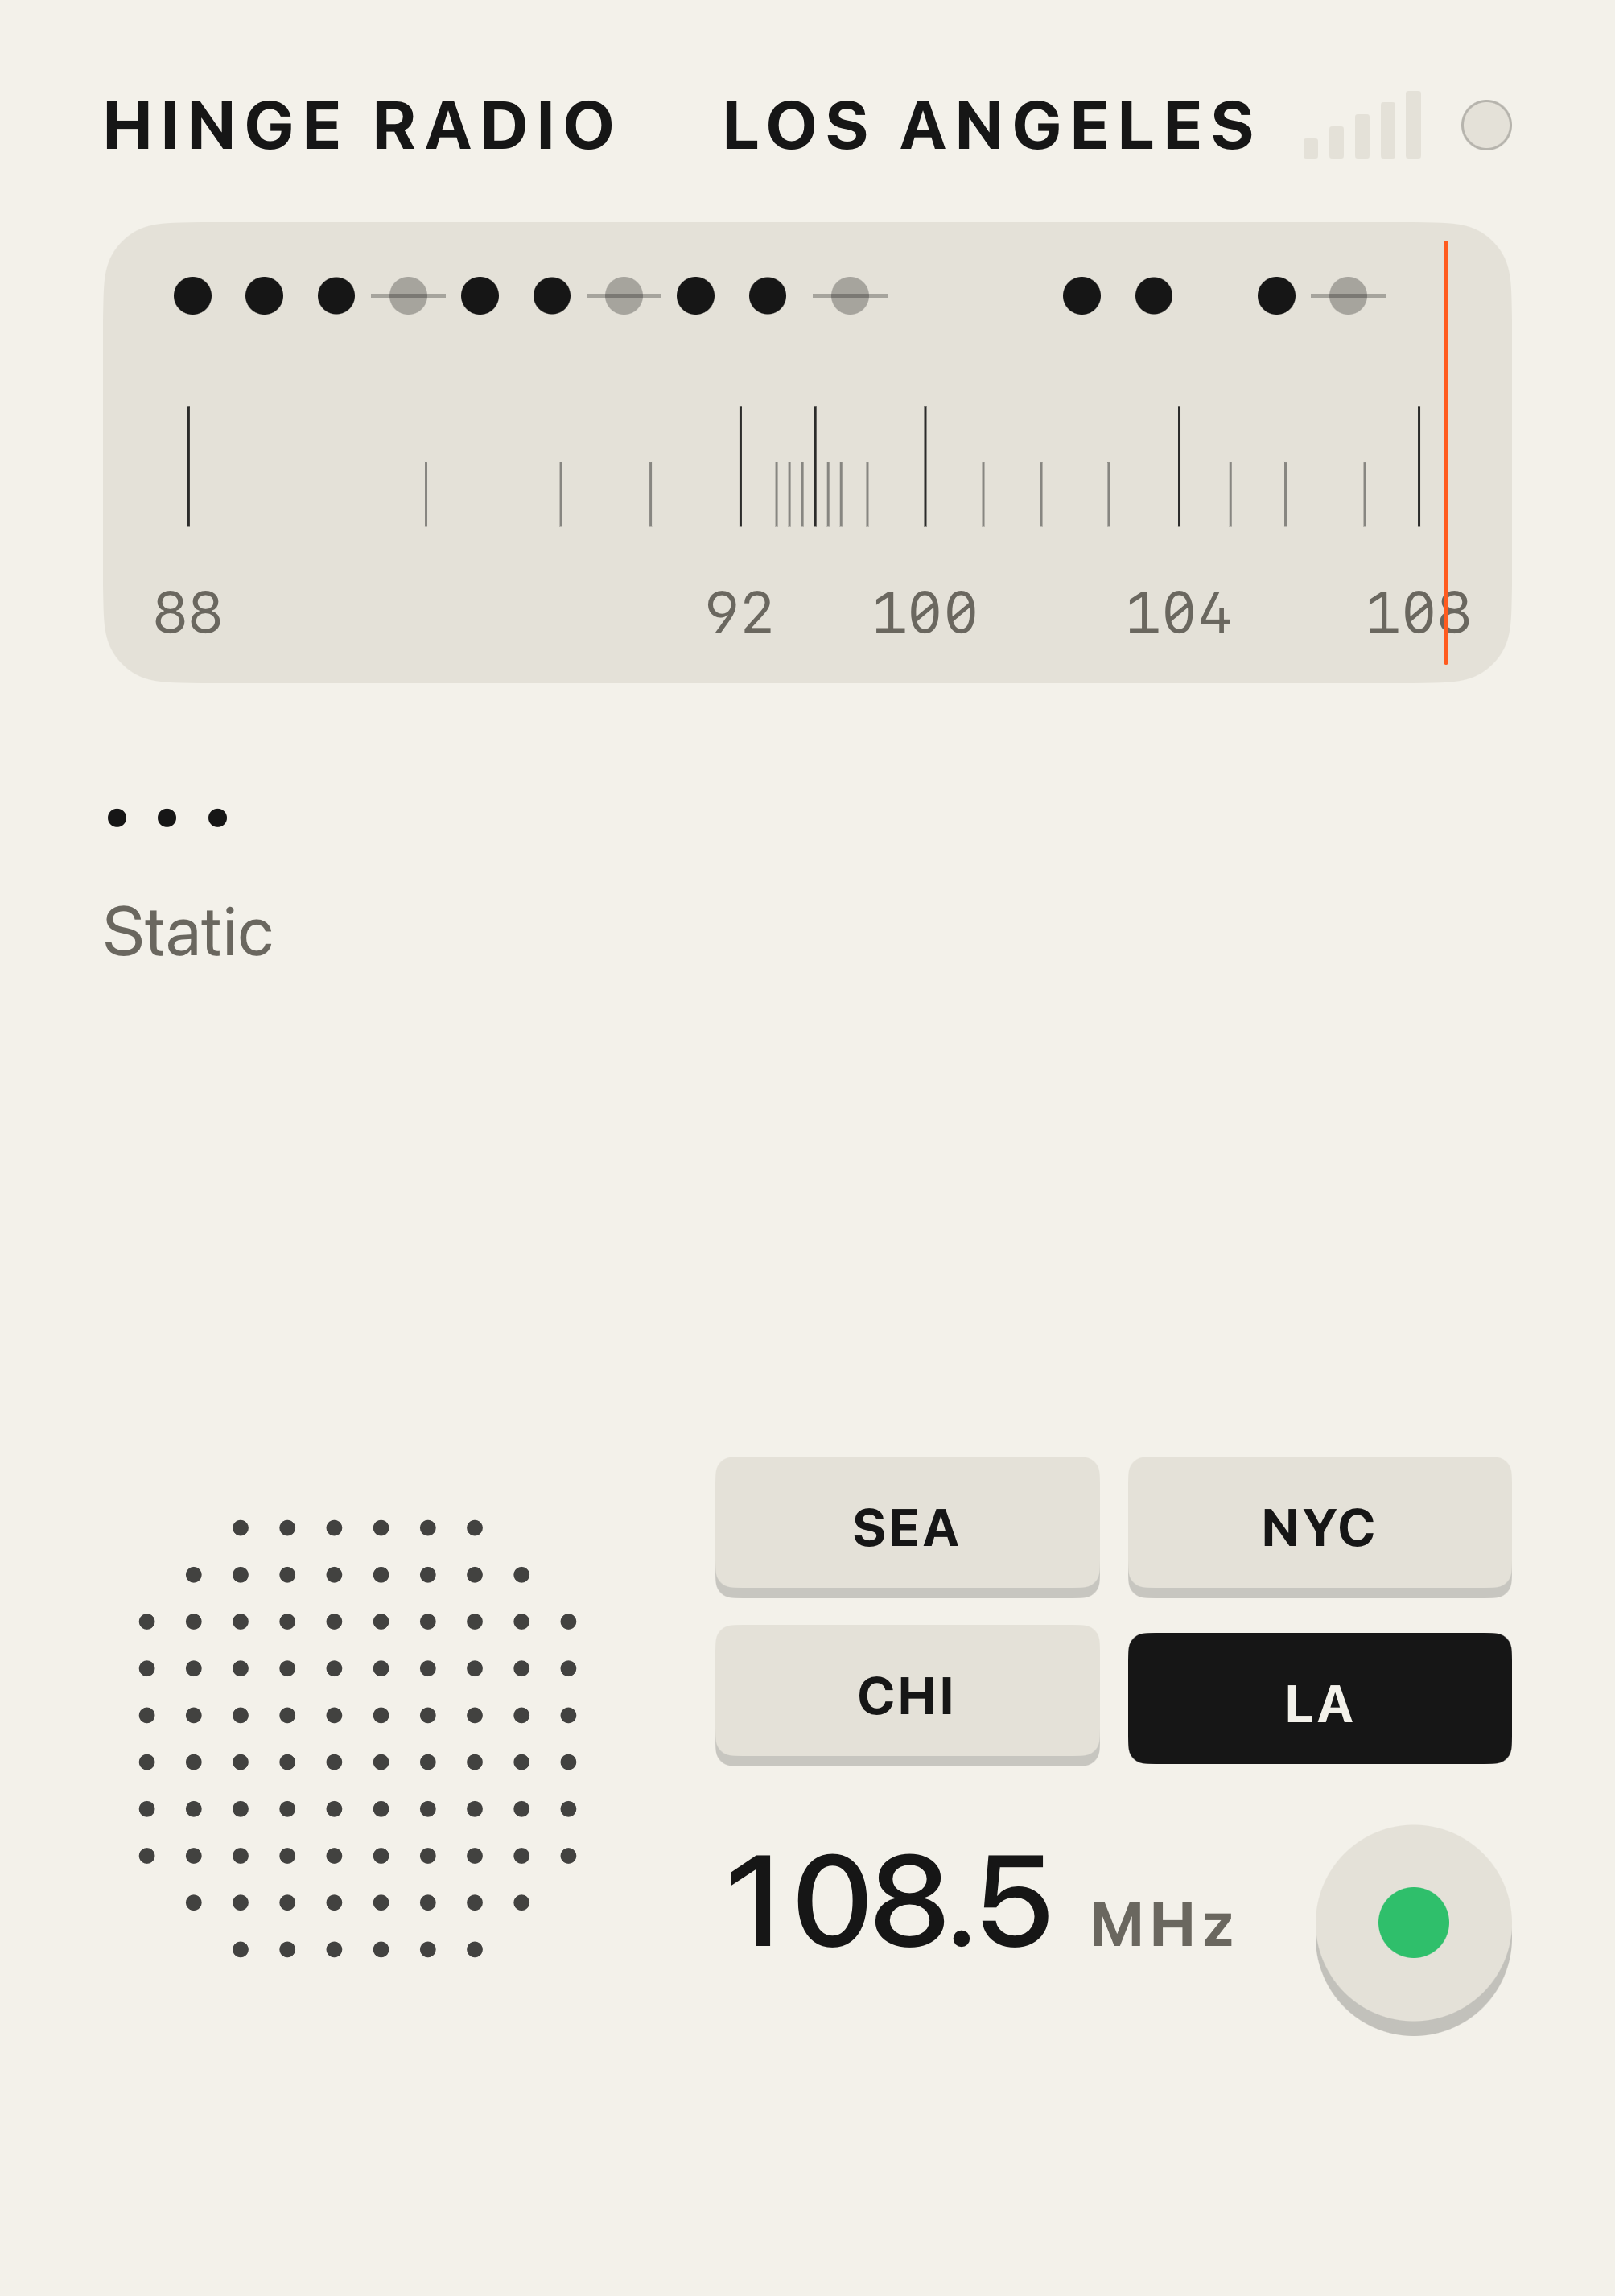 HINGE RADIO LOS ANGELES
88 92 100 104 108
Static
SEA NYC
CHI LA
108.5 MHz